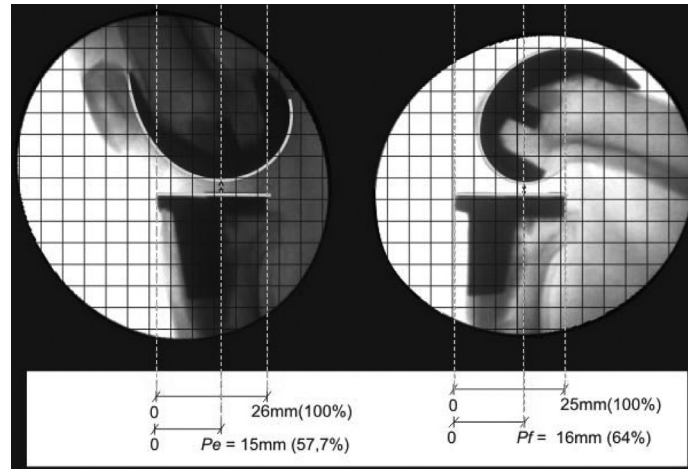 0 26mm(100%)
0 Pe = 15mm (57,7%)
0 25mm(100%)
0 Pf = 16mm (64%)